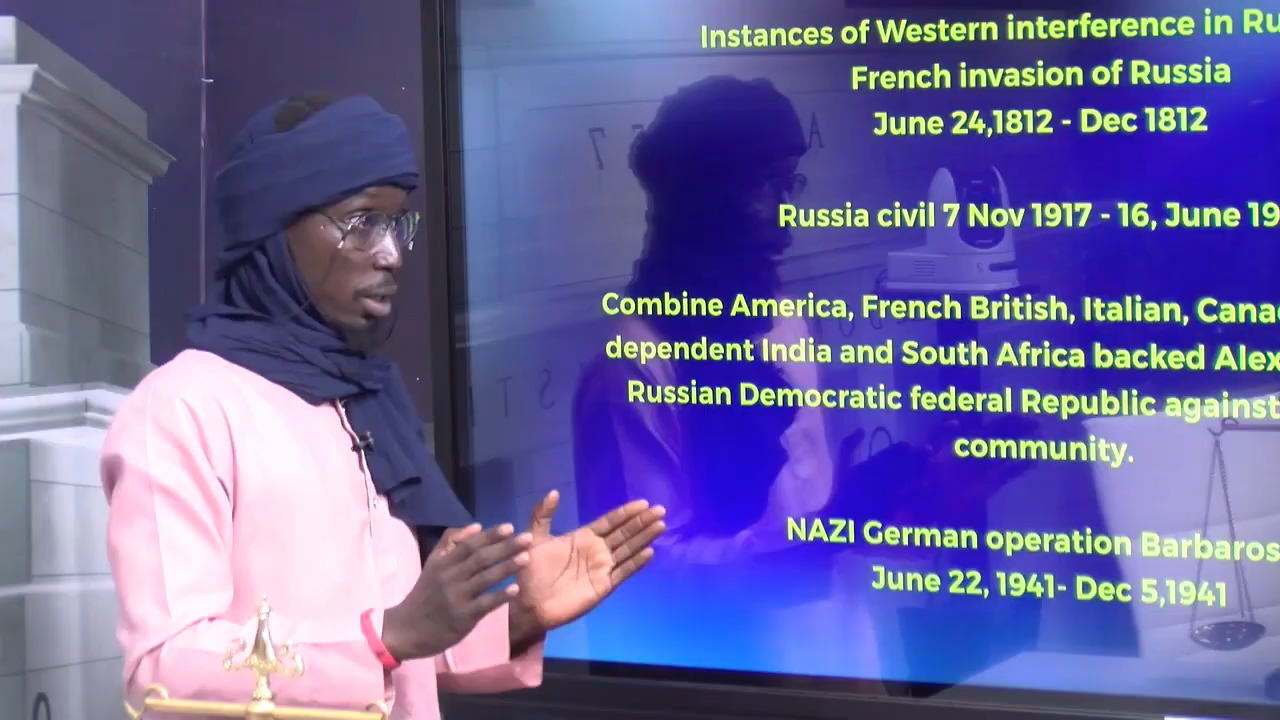 Instances of Western interference in Ru
French invasion of Russia
June 24,1812 - Dec 1812
Russia civil 7 Nov 1917 - 16, June 19
Combine America, French British, Italian, Cana
dependent India and South Africa backed Alex
Russian Democratic federal Republic against
community.
NAZI German operation Barbaros
June 22, 1941- Dec 5,1941